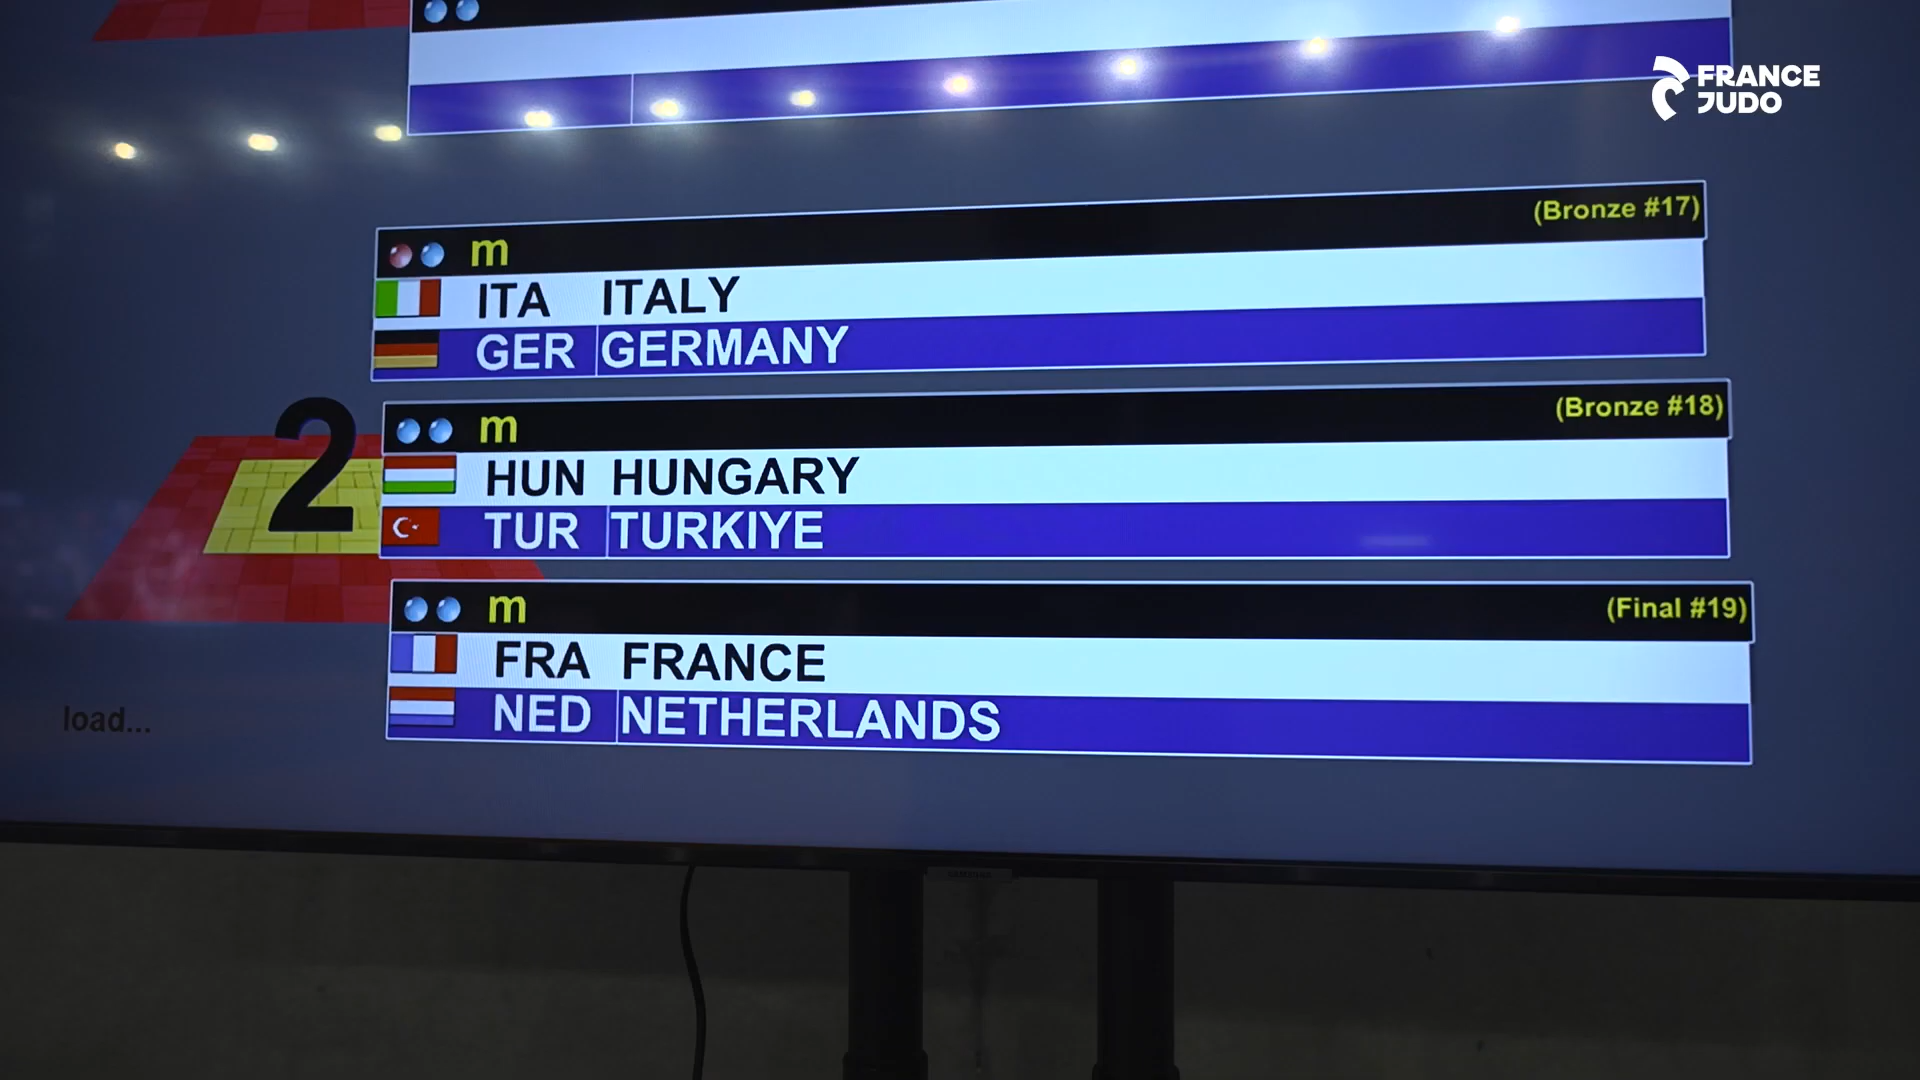 FRANCE
JUDO
m (Bronze #17)
ITA ITALY
GER GERMANY
2
m (Bronze #18)
HUN HUNGARY
TUR TURKIYE
m (Final #19)
FRA FRANCE
NED NETHERLANDS
load...